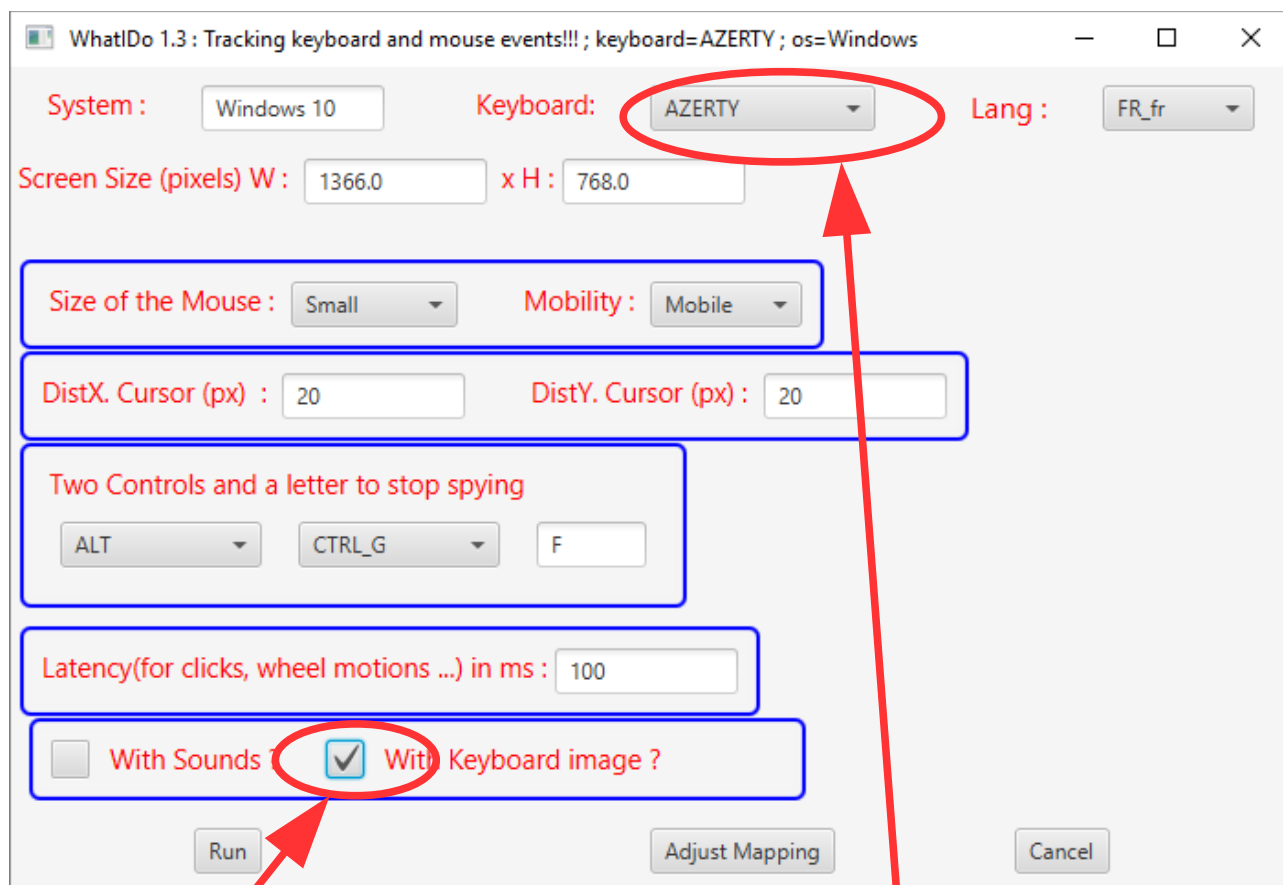 WhatIDo 1.3 : Tracking keyboard and mouse events!!! ; keyboard=AZERTY ; os=Windows
System : Windows 10 Keyboard: AZERTY Lang : FR_fr
Screen Size (pixels) W : 1366.0 x H : 768.0
Size of the Mouse : Small Mobility : Mobile
DistX. Cursor (px) : 20 DistY. Cursor (px) : 20
Two Controls and a letter to stop spying
ALT CTRL_G F
Latency(for clicks, wheel motions ...) in ms : 100
With Sounds ? With Keyboard image ?
Run Adjust Mapping Cancel